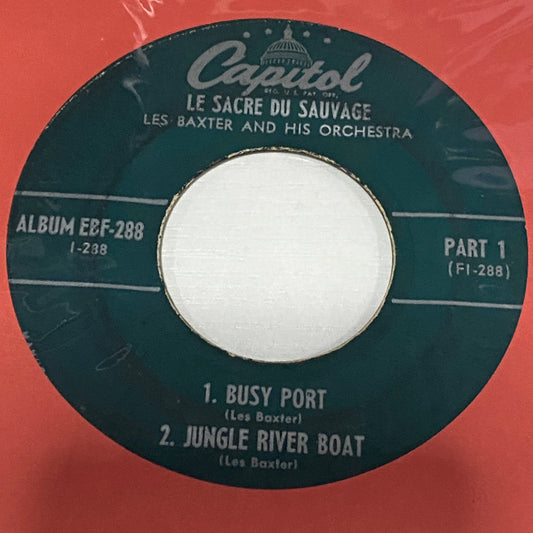 Capitol
REG. U.S. PAT. OFF.
LE SACRE DU SAUVAGE
LES BAXTER AND HIS ORCHESTRA
ALBUM EBF-288
1-288
PART 1
(F1-288)
1. BUSY PORT
(Les Baxter)
2. JUNGLE RIVER BOAT
(Les Baxter)